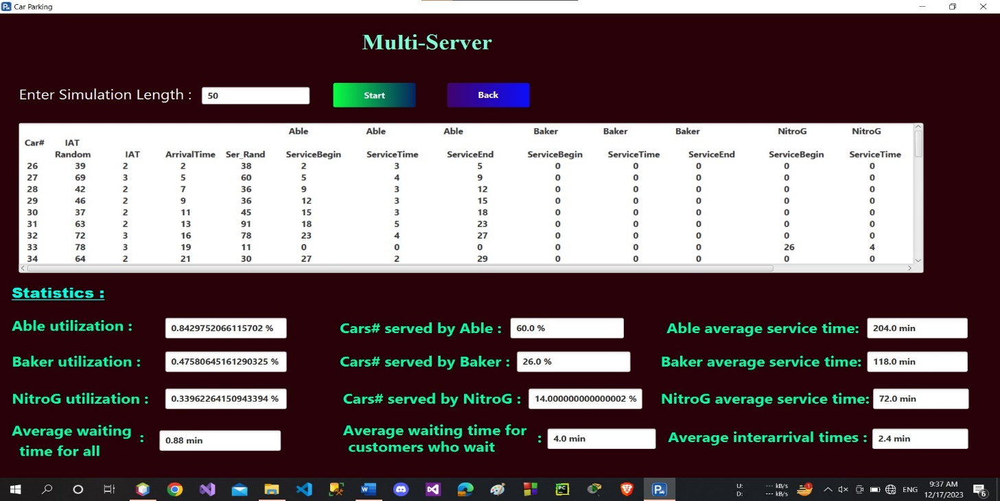 Car Parking
Multi-Server
Enter Simulation Length : 50 Start Back
Able Able Able Baker Baker Baker NitroG NitroG
Car# IAT
Random IAT ArrivalTime Ser_Rand ServiceBegin ServiceTime ServiceEnd ServiceBegin ServiceTime ServiceEnd ServiceBegin ServiceTime
26 39 2 2 38 2 3 5 0 0 0 0 0
27 69 3 5 60 5 4 9 0 0 0 0 0
28 42 2 7 36 9 3 12 0 0 0 0 0
29 46 2 9 36 12 3 15 0 0 0 0 0
30 37 2 11 45 15 3 18 0 0 0 0 0
31 63 2 13 91 18 5 23 0 0 0 0 0
32 72 3 16 78 23 4 27 0 0 0 0 0
33 78 3 19 11 0 0 0 0 0 0 26 4
34 64 2 21 30 27 2 29 0 0 0 0 0
Statistics :
Able utilization : 0.8429752066115702 % Cars# served by Able : 60.0 % Able average service time: 204.0 min
Baker utilization : 0.47580645161290325 % Cars# served by Baker : 26.0 % Baker average service time: 118.0 min
NitroG utilization : 0.33962264150943394 % Cars# served by NitroG : 14.000000000000002 % NitroG average service time: 72.0 min
Average waiting time for all : 0.88 min Average waiting time for customers who wait : 4.0 min Average interarrival times : 2.4 min
U: --- kB/s
D: --- kB/s
ENG
9:37 AM
12/17/2023
6